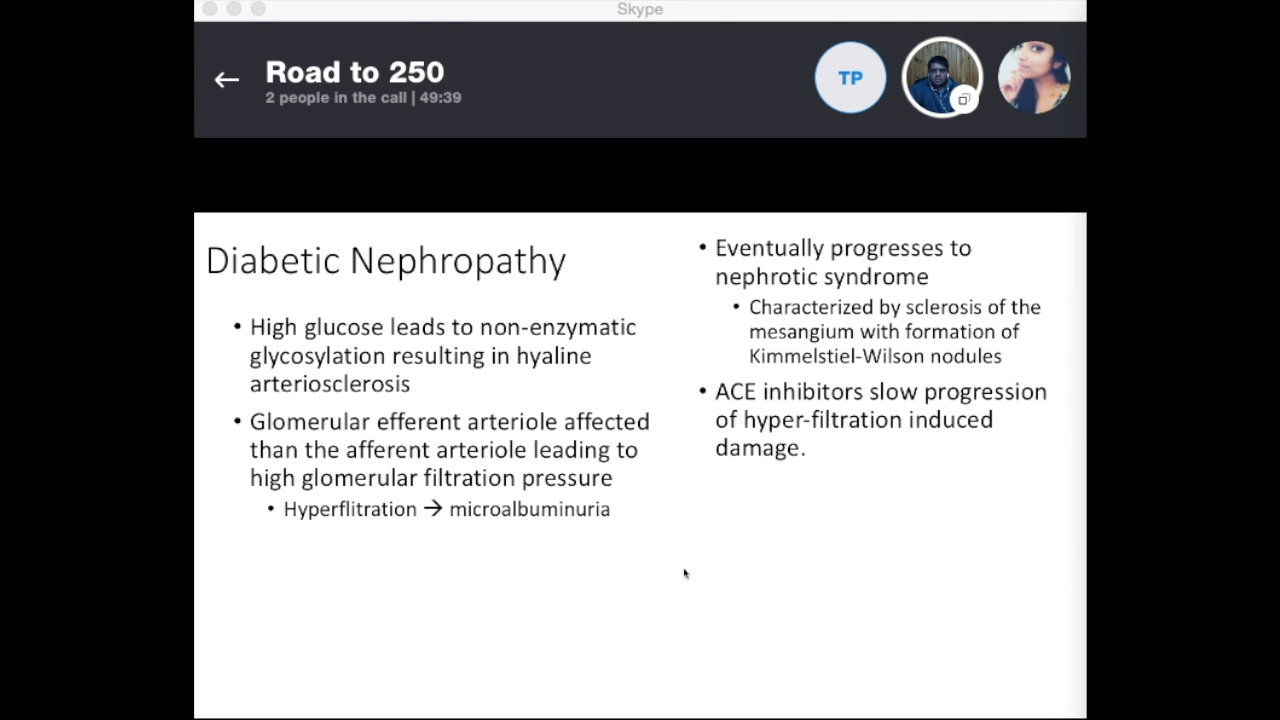 Skype
Road to 250
2 people in the call | 49:39
TP
Diabetic Nephropathy
• High glucose leads to non-enzymatic
glycosylation resulting in hyaline
arteriosclerosis
• Glomerular efferent arteriole affected
than the afferent arteriole leading to
high glomerular filtration pressure
• Hyperflitration → microalbuminuria
• Eventually progresses to
nephrotic syndrome
• Characterized by sclerosis of the
mesangium with formation of
Kimmelstiel-Wilson nodules
• ACE inhibitors slow progression
of hyper-filtration induced
damage.